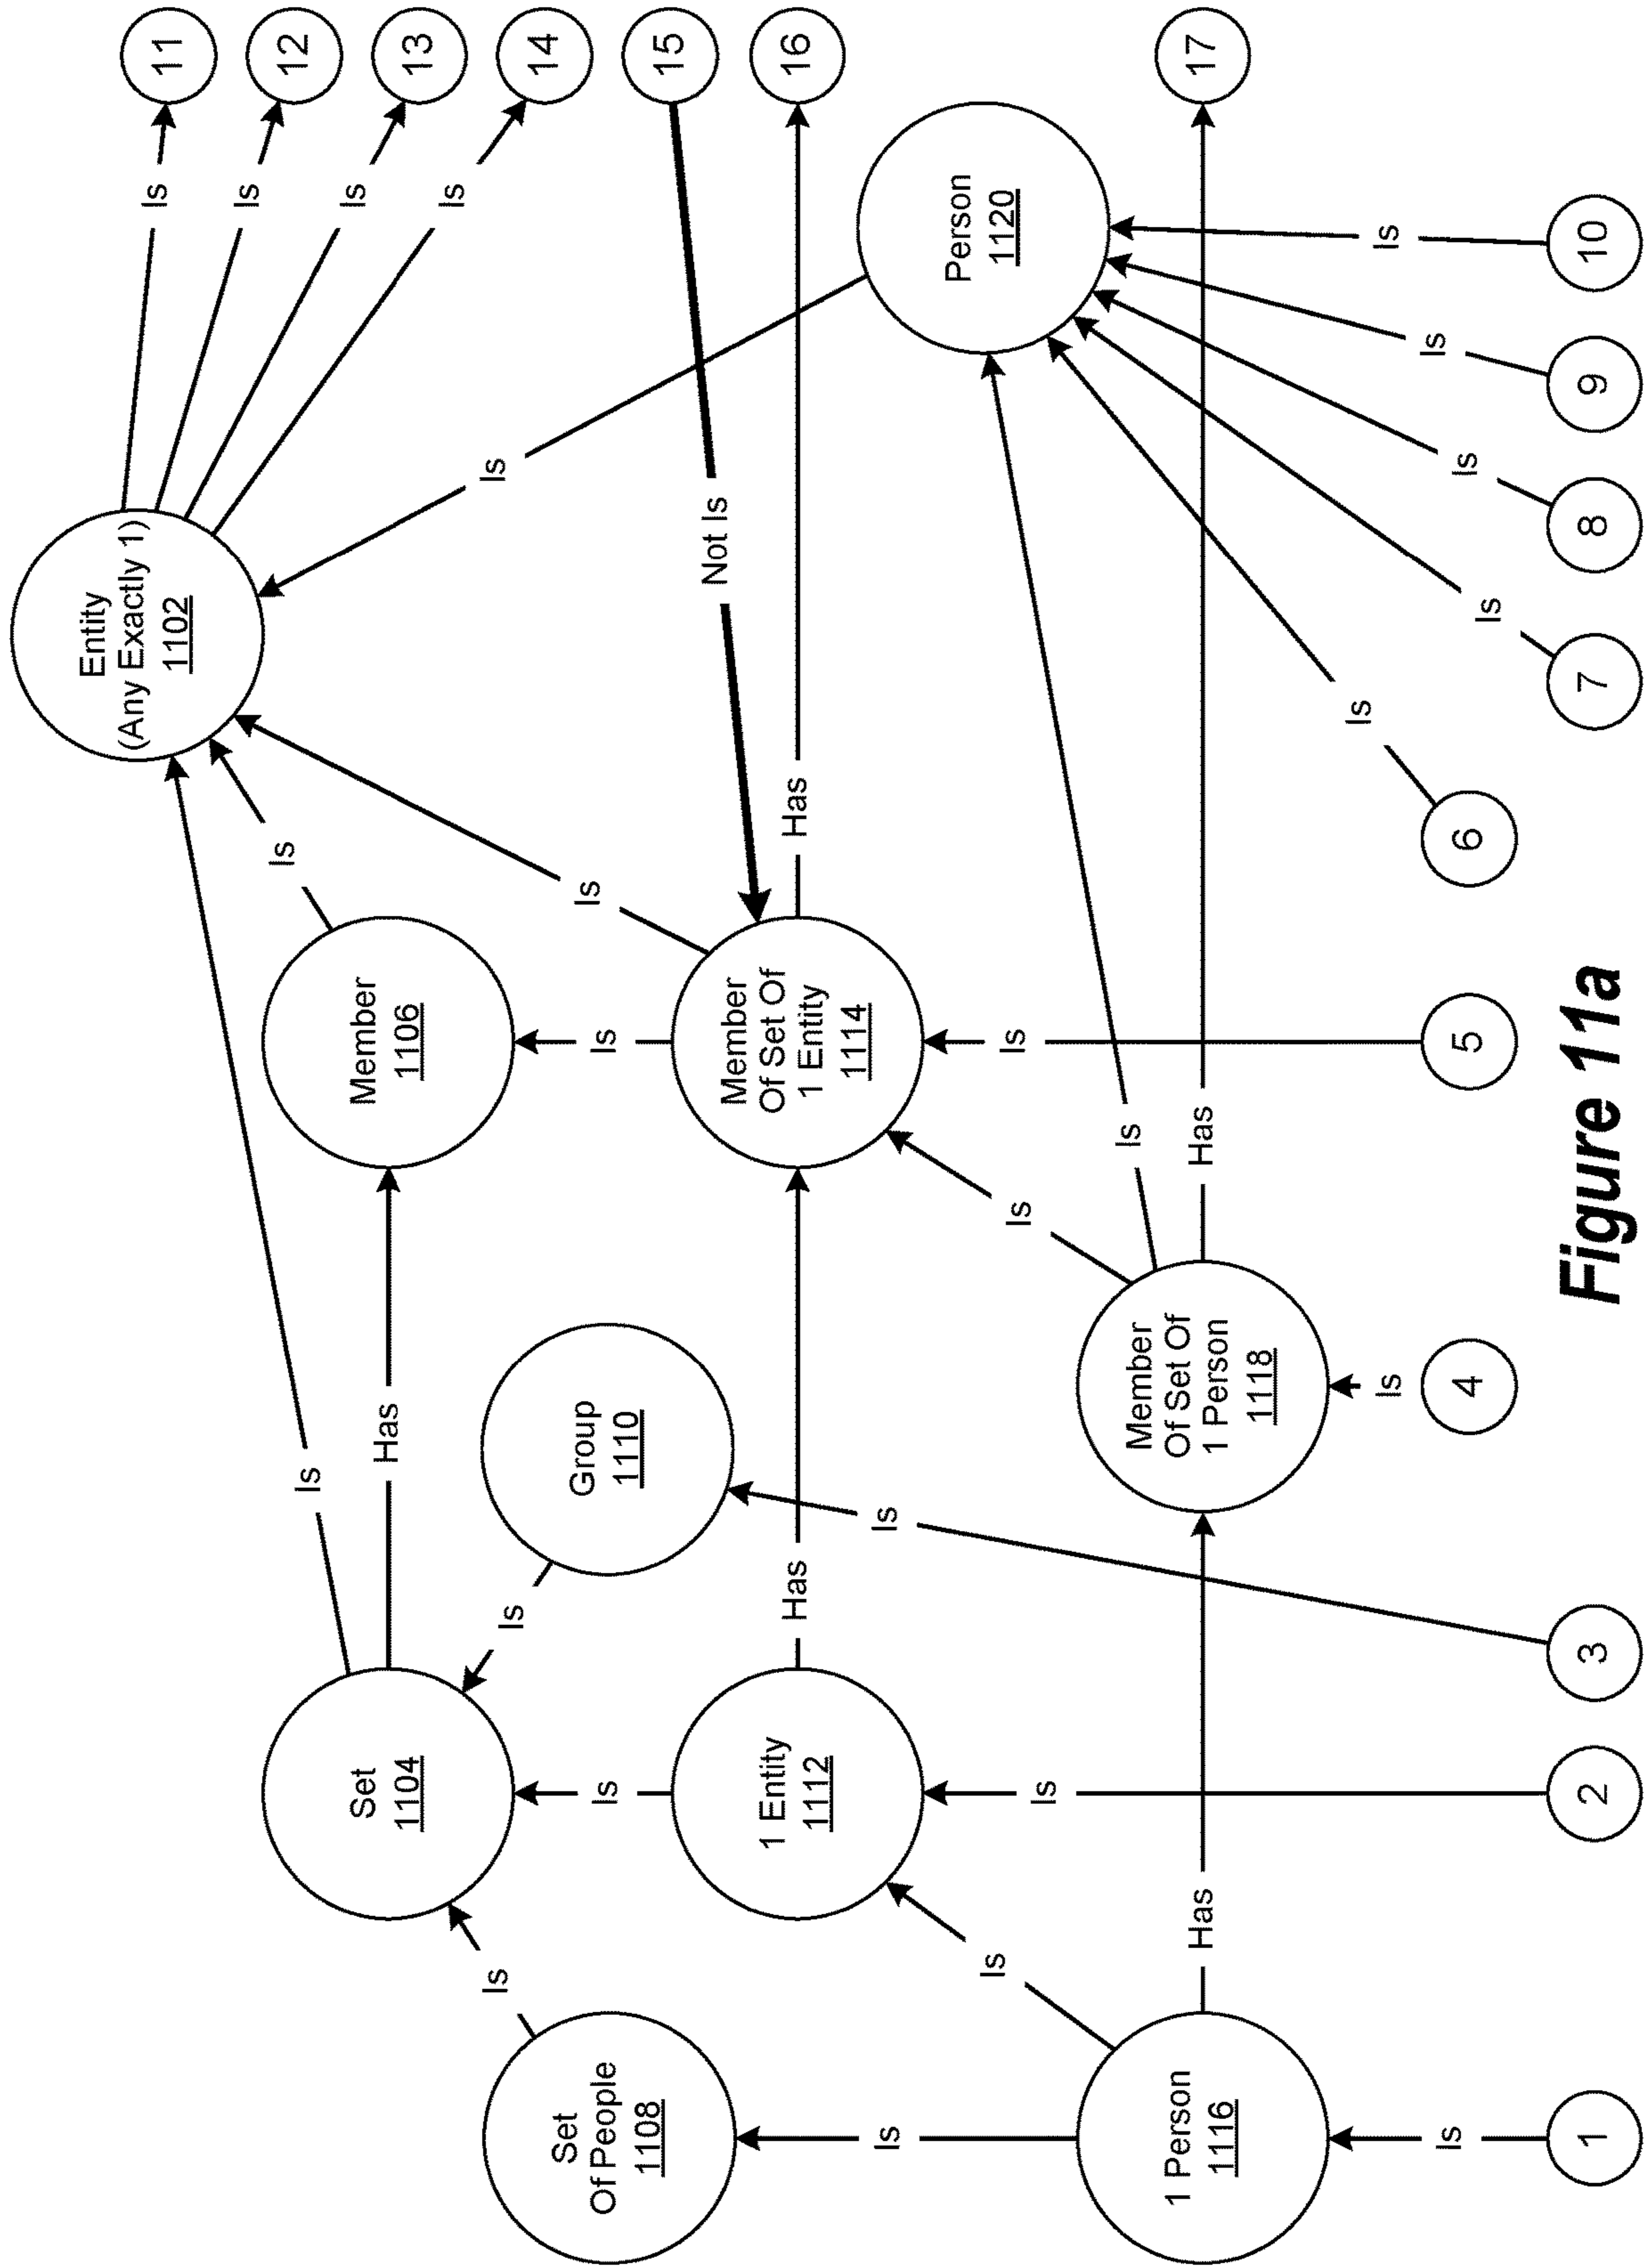 Entity
(Any Exactly 1)
1102
Is
11
Is
12
Is
Is
Is
13
Set
1104
Has
Member
1106
Is
14
Is
Is
Is
Set
Of People
1108
Group
1110
Is
Is
Is
15
Not Is
1 Entity
1112
Has
Member
Of Set Of
1 Entity
1114
Has
16
Is
Is
Person
1120
Is
Is
Is
Is
Is
1 Person
1116
Has
Member
Of Set Of
1 Person
1118
Has
17
Is
Is
Is
Is
Is
Is
4
5
6
Is
1
2
3
7
8
9
10
Figure 11a